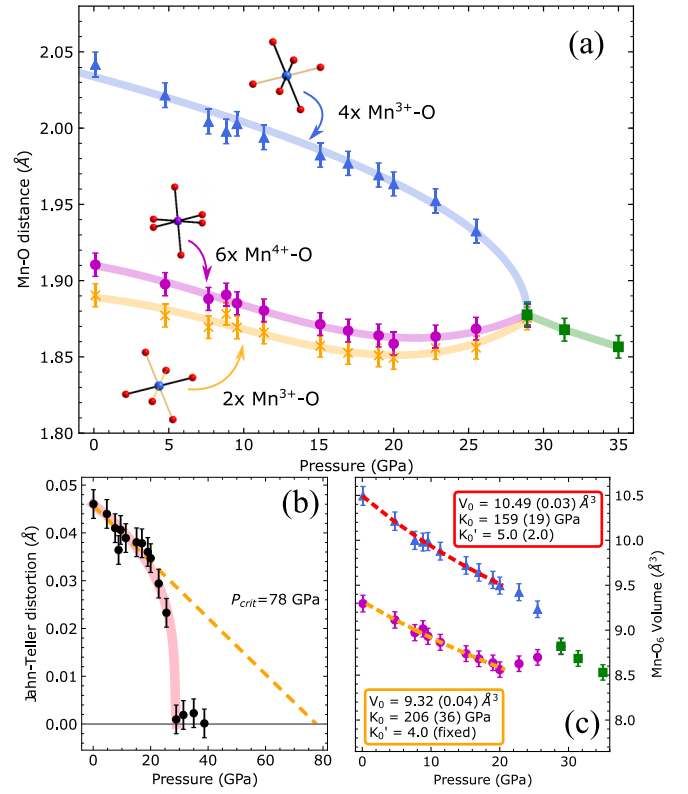 (a)
2.05
2.00
1.95
1.90
1.85
1.80
Mn-O distance (Å)
4x Mn³⁺-O
6x Mn⁴⁺-O
2x Mn³⁺-O
0 5 10 15 20 25 30 35
Pressure (GPa)
(b)
0.05
0.04
0.03
0.02
0.01
0.00
Jahn-Teller distortion (Å)
P_crit=78 GPa
0 20 40 60 80
Pressure (GPa)
V₀ = 10.49 (0.03) Å³
K₀ = 159 (19) GPa
K₀' = 5.0 (2.0)
10.5
10.0
9.5
9.0
8.5
8.0
Mn-O₆ Volume (Å³)
V₀ = 9.32 (0.04) Å³
K₀ = 206 (36) GPa
K₀' = 4.0 (fixed)
(c)
0 10 20 30
Pressure (GPa)